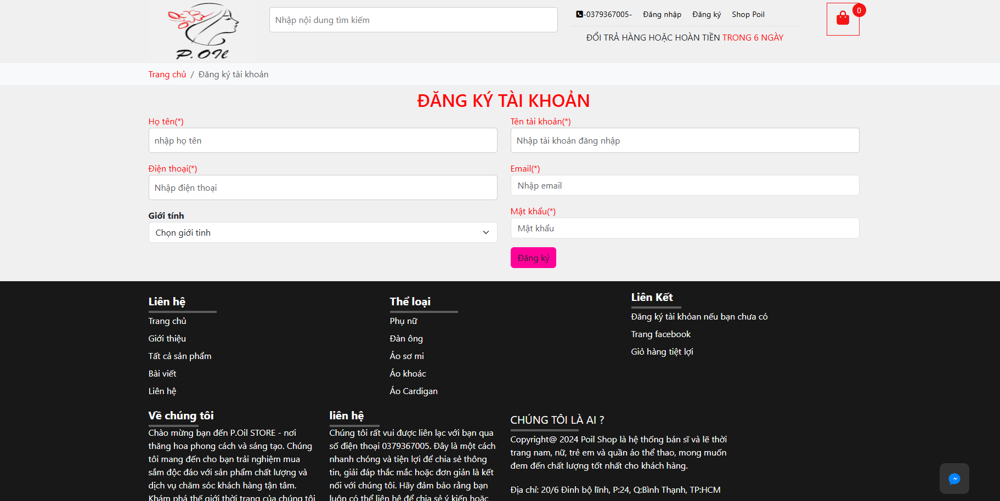 P. OIl
Nhập nội dung tìm kiếm
-0379367005- Đăng nhập Đăng ký Shop Poil
ĐỔI TRẢ HÀNG HOẶC HOÀN TIỀN TRONG 6 NGÀY
0
Trang chủ / Đăng ký tài khoản
ĐĂNG KÝ TÀI KHOẢN
Họ tên(*)
nhập họ tên
Điện thoại(*)
Nhập điện thoại
Giới tính
Chọn giới tinh
Tên tài khoản(*)
Nhập tài khoản đăng nhập
Email(*)
Nhập email
Mật khẩu(*)
Mật khẩu
Đăng ký
Liên hệ
Trang chủ
Giới thiệu
Tất cả sản phẩm
Bài viết
Liên hệ
Thể loại
Phụ nữ
Đàn ông
Áo sơ mi
Áo khoác
Áo Cardigan
Liên Kết
Đăng ký tài khỏan nếu bạn chưa có
Trang facebook
Giỏ hàng tiệt lợi
Về chúng tôi
Chào mừng bạn đến P.Oil STORE - nơi
thăng hoa phong cách và sáng tạo. Chúng
tôi mang đến cho bạn trải nghiệm mua
sắm độc đáo với sản phẩm chất lượng và
dịch vụ chăm sóc khách hàng tận tâm.
Khám phá thế giới thời trang của chúng tôi
liên hệ
Chúng tôi rất vui được liên lạc với bạn qua
số điện thoại 0379367005. Đây là một cách
nhanh chóng và tiện lợi để chia sẻ thông
tin, giải đáp thắc mắc hoặc đơn giản là kết
nối với chúng tôi. Hãy đảm bảo rằng bạn
luôn có thể liên hệ để chia sẻ ý kiến hoặc
CHÚNG TÔI LÀ AI ?
Copyright@ 2024 Poil Shop là hệ thống bán sĩ và lẽ thời
trang nam, nữ, trẻ em và quần áo thể thao, mong muốn
đem đến chất lượng tốt nhất cho khách hàng.
Địa chỉ: 20/6 Đinh bộ lĩnh, P:24, Q:Bình Thạnh, TP:HCM